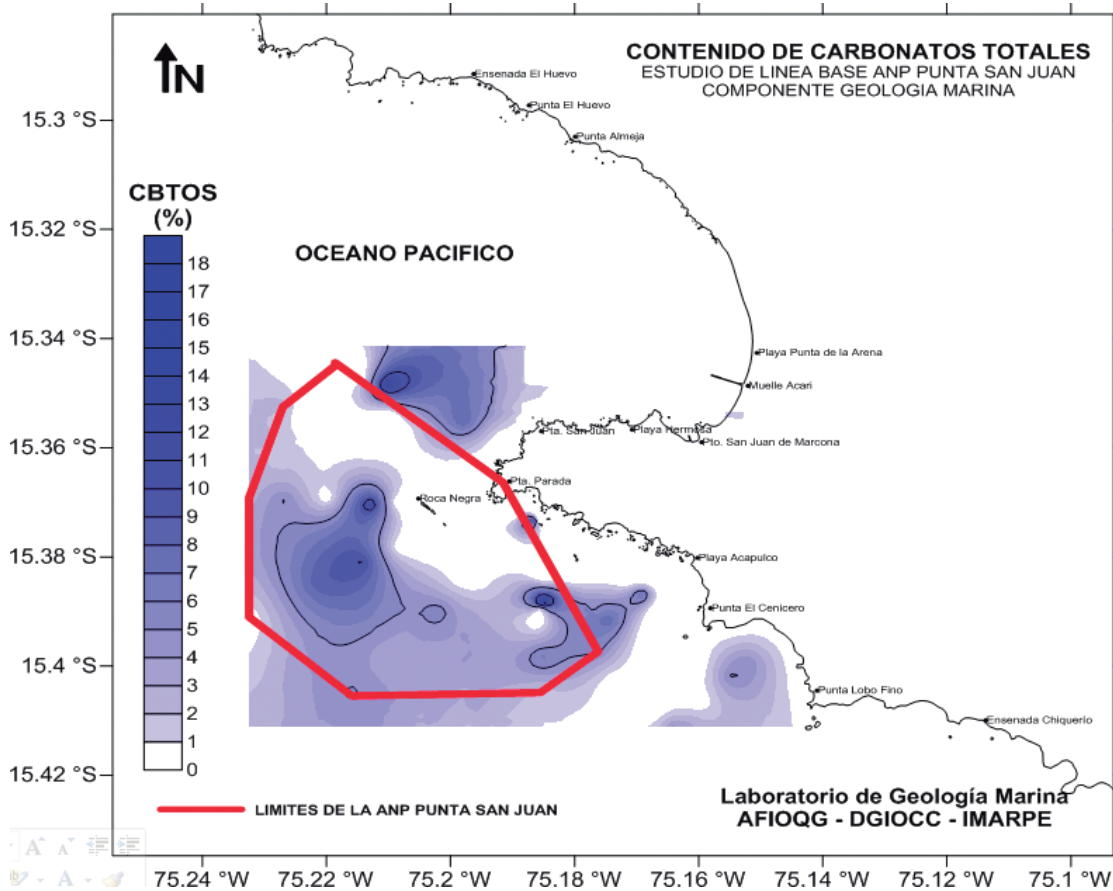 N
CONTENIDO DE CARBONATOS TOTALES
ESTUDIO DE LINEA BASE ANP PUNTA SAN JUAN
COMPONENTE GEOLOGIA MARINA
Ensenada El Huevo
Punta El Huevo
Punta Almeja
15.3 °S
15.32 °S
15.34 °S
15.36 °S
15.38 °S
15.4 °S
15.42 °S
CBTOS
(%)
18
17
16
15
14
13
12
11
10
9
8
7
6
5
4
3
2
1
0
OCEANO PACIFICO
Playa Punta de la Arena
Muelle Acari
Pta. San Juan
Playa Hermosa
Pto. San Juan de Marcona
Pta. Parada
Roca Negra
Playa Acapulco
Punta El Cenicero
Punta Lobo Fino
Ensenada Chiquerío
LIMITES DE LA ANP PUNTA SAN JUAN
Laboratorio de Geología Marina
AFIOQG - DGIOCC - IMARPE
75.24 °W
75.22 °W
75.2 °W
75.18 °W
75.16 °W
75.14 °W
75.12 °W
75.1 °W